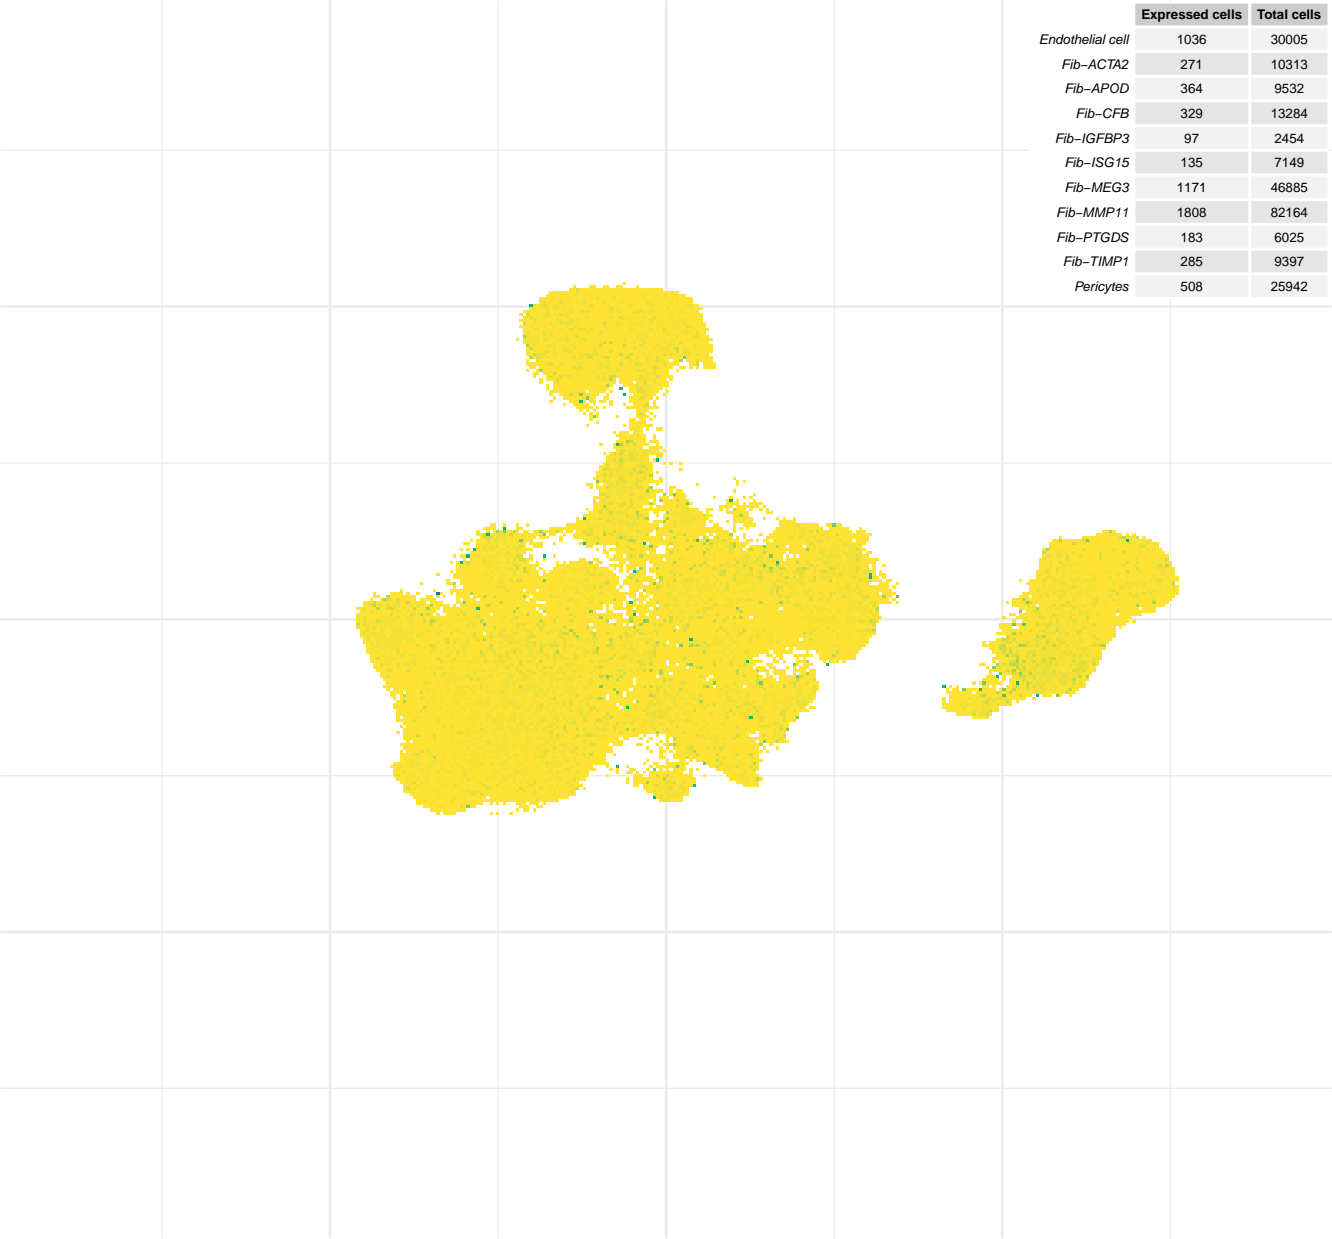 Expressed cells Total cells
Endothelial cell 1036 30005
Fib−ACTA2 271 10313
Fib−APOD 364 9532
Fib−CFB 329 13284
Fib−IGFBP3 97 2454
Fib−ISG15 135 7149
Fib−MEG3 1171 46885
Fib−MMP11 1808 82164
Fib−PTGDS 183 6025
Fib−TIMP1 285 9397
Pericytes 508 25942